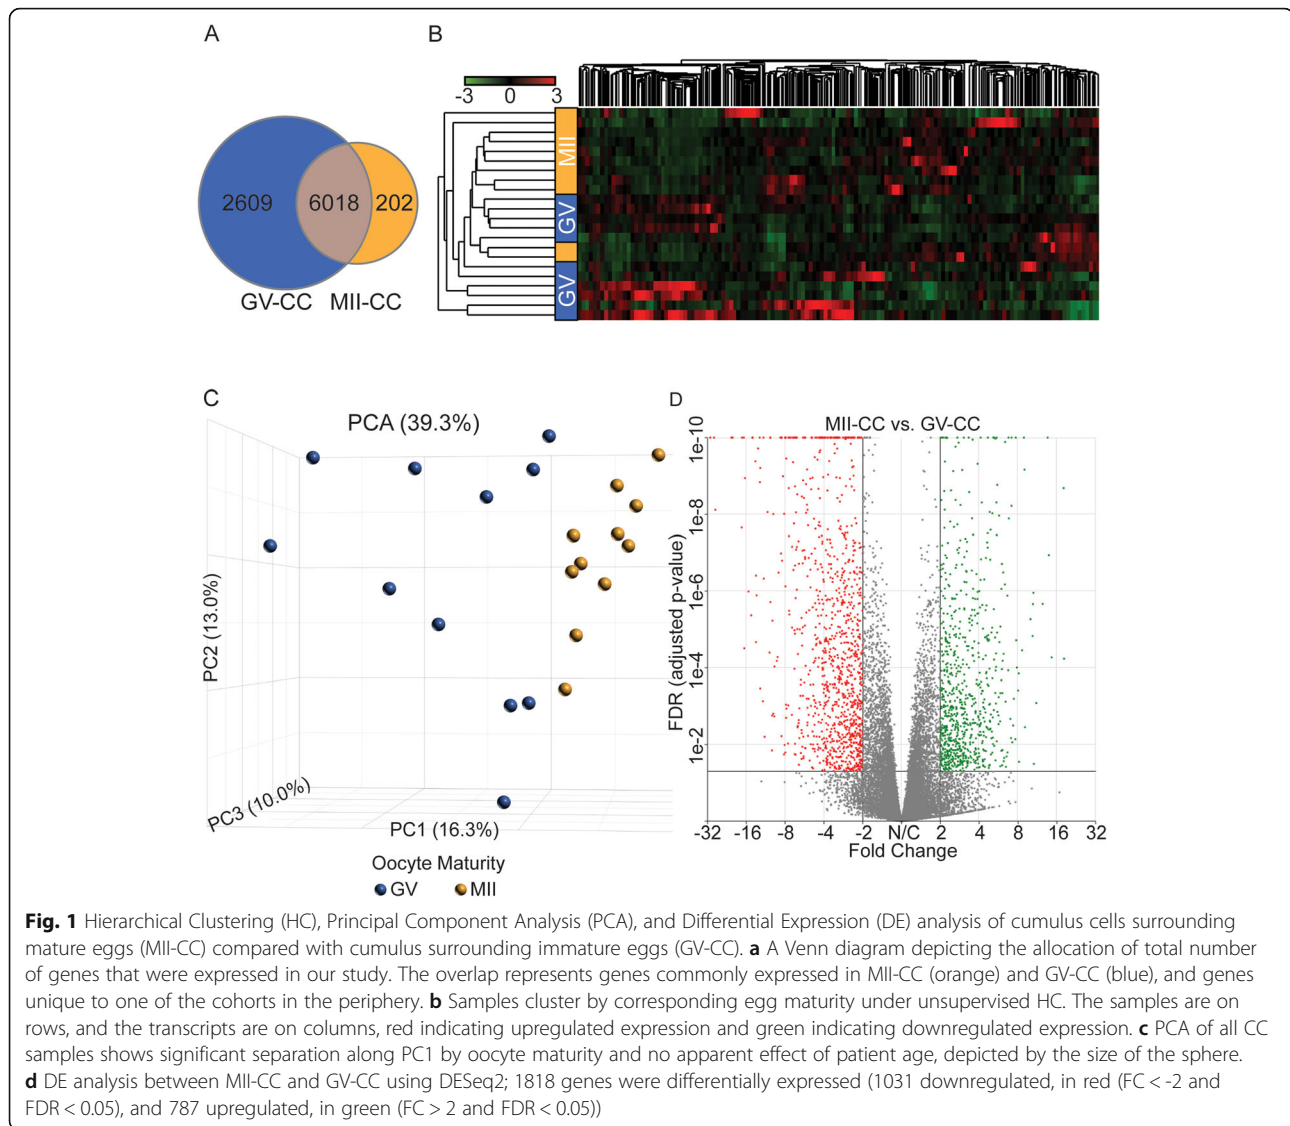 A
2609
6018
202
GV-CC
MII-CC
B
-3
0
3
MII
GV
GV
C
PCA (39.3%)
PC2 (13.0%)
PC3 (10.0%)
PC1 (16.3%)
Oocyte Maturity
GV
MII
D
MII-CC vs. GV-CC
FDR (adjusted p-value)
1e-10
1e-8
1e-6
1e-4
1e-2
-32 -16 -8 -4 -2 N/C 2 4 8 16 32
Fold Change
Fig. 1 Hierarchical Clustering (HC), Principal Component Analysis (PCA), and Differential Expression (DE) analysis of cumulus cells surrounding
mature eggs (MII-CC) compared with cumulus surrounding immature eggs (GV-CC). a A Venn diagram depicting the allocation of total number
of genes that were expressed in our study. The overlap represents genes commonly expressed in MII-CC (orange) and GV-CC (blue), and genes
unique to one of the cohorts in the periphery. b Samples cluster by corresponding egg maturity under unsupervised HC. The samples are on
rows, and the transcripts are on columns, red indicating upregulated expression and green indicating downregulated expression. c PCA of all CC
samples shows significant separation along PC1 by oocyte maturity and no apparent effect of patient age, depicted by the size of the sphere.
d DE analysis between MII-CC and GV-CC using DESeq2; 1818 genes were differentially expressed (1031 downregulated, in red (FC < -2 and
FDR < 0.05), and 787 upregulated, in green (FC > 2 and FDR < 0.05))